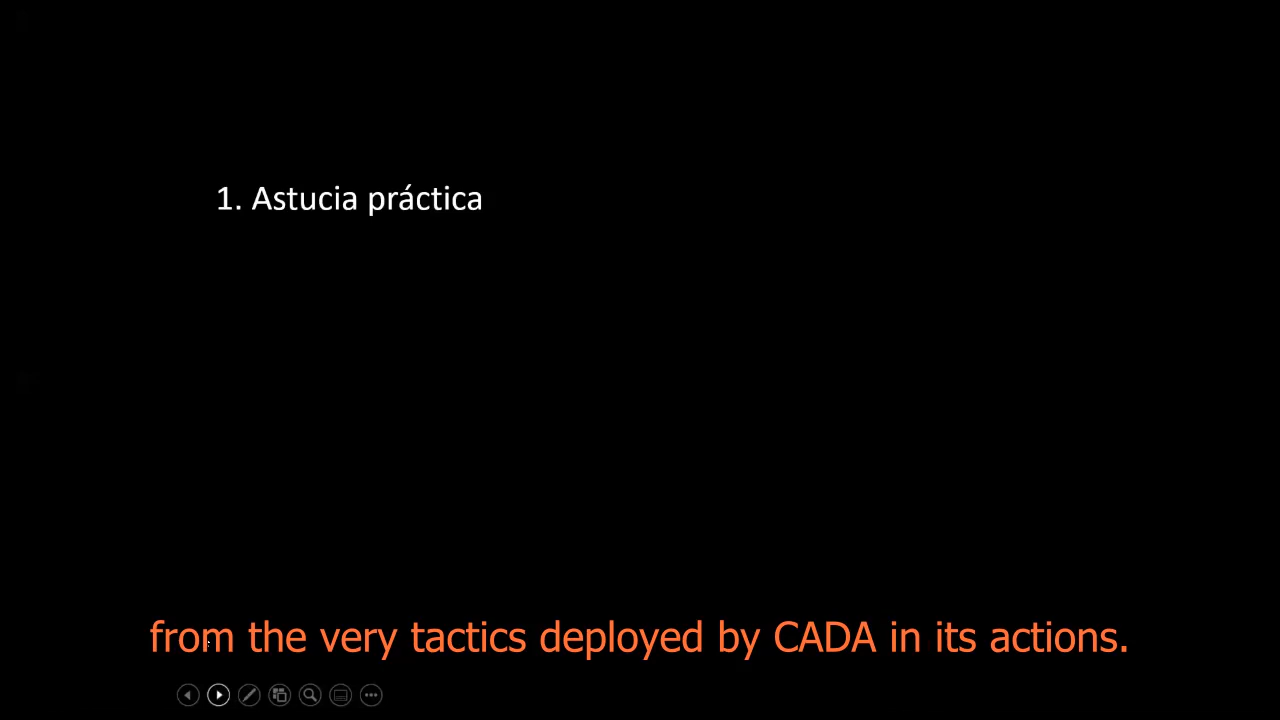 1. Astucia práctica
from the very tactics deployed by CADA in its actions.